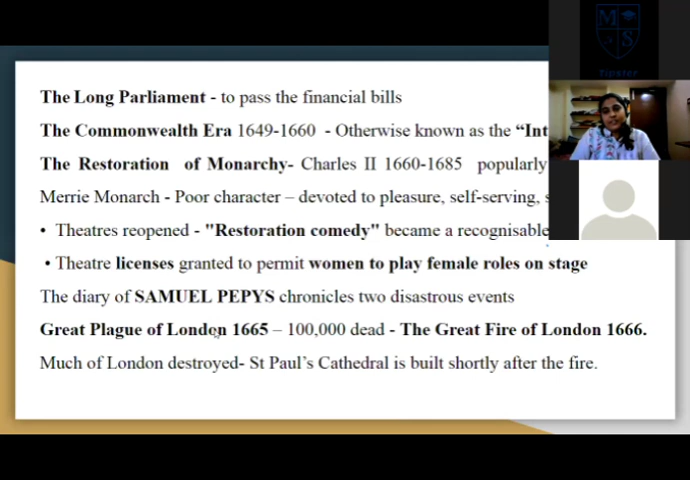 M
S
Tipster
The Long Parliament - to pass the financial bills
The Commonwealth Era 1649-1660 - Otherwise known as the “Int
The Restoration of Monarchy- Charles II 1660-1685 popularly
Merrie Monarch - Poor character – devoted to pleasure, self-serving, s
• Theatres reopened - "Restoration comedy" became a recognisable
• Theatre licenses granted to permit women to play female roles on stage
The diary of SAMUEL PEPYS chronicles two disastrous events
Great Plague of London 1665 – 100,000 dead - The Great Fire of London 1666.
Much of London destroyed- St Paul’s Cathedral is built shortly after the fire.